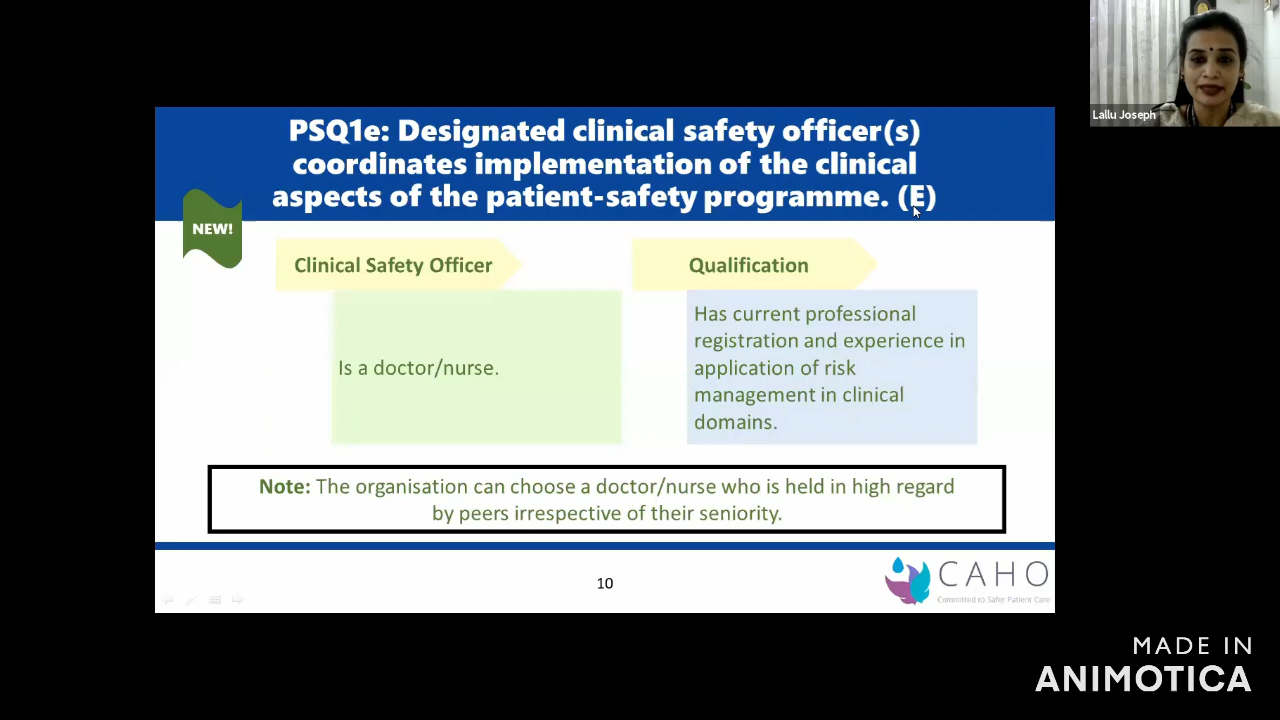 Lallu Joseph
PSQ1e: Designated clinical safety officer(s)
coordinates implementation of the clinical
aspects of the patient-safety programme. (E)
NEW!
Clinical Safety Officer
Qualification
Is a doctor/nurse.
Has current professional
registration and experience in
application of risk
management in clinical
domains.
Note: The organisation can choose a doctor/nurse who is held in high regard
by peers irrespective of their seniority.
10
CAHO
Committed to Safer Patient Care
MADE IN
ANIMOTICA